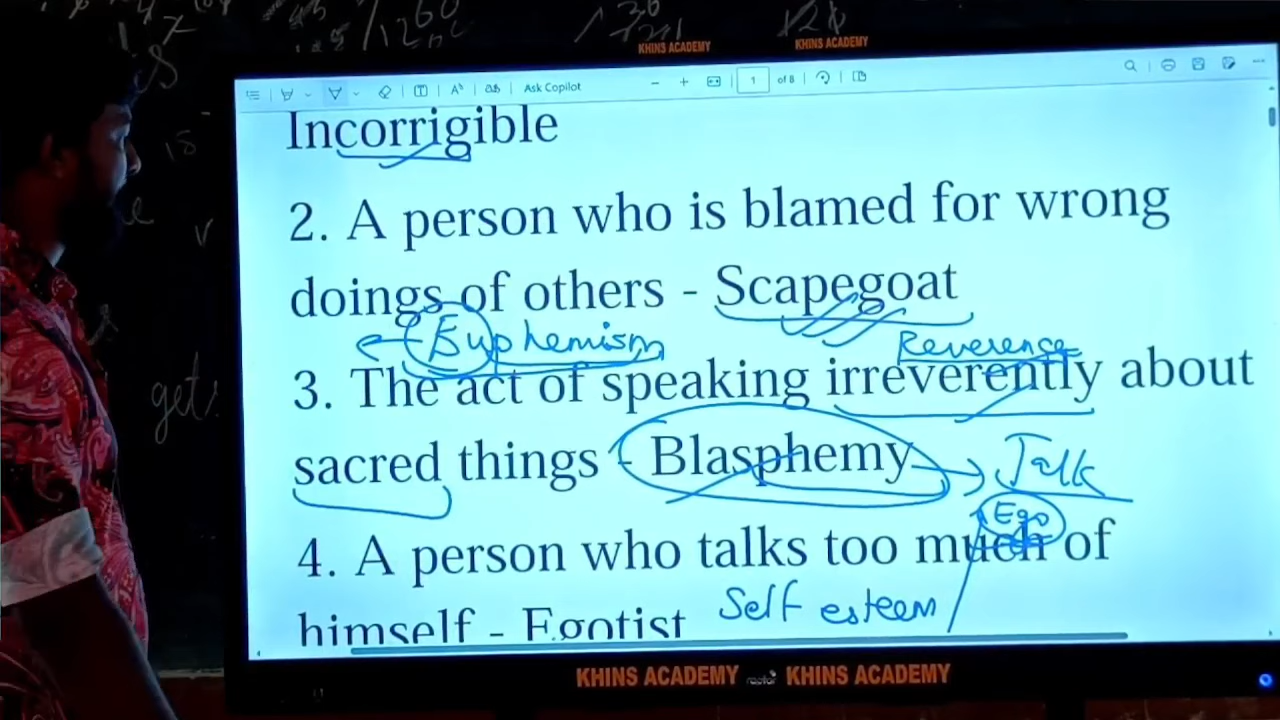 1260
KHINS ACADEMY KHINS ACADEMY
Ask Copilot 1 of 8
Incorrigible
2. A person who is blamed for wrong
doings of others - Scapegoat
Euphemism Reverence
3. The act of speaking irreverently about
sacred things - Blasphemy Talk
Ego
4. A person who talks too much of
himself - Egotist Self esteem
get
KHINS ACADEMY KHINS ACADEMY